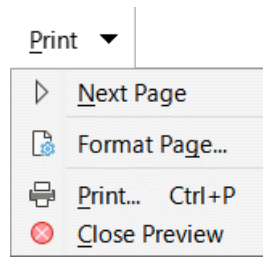 Print
Next Page
Format Page...
Print... Ctrl+P
Close Preview